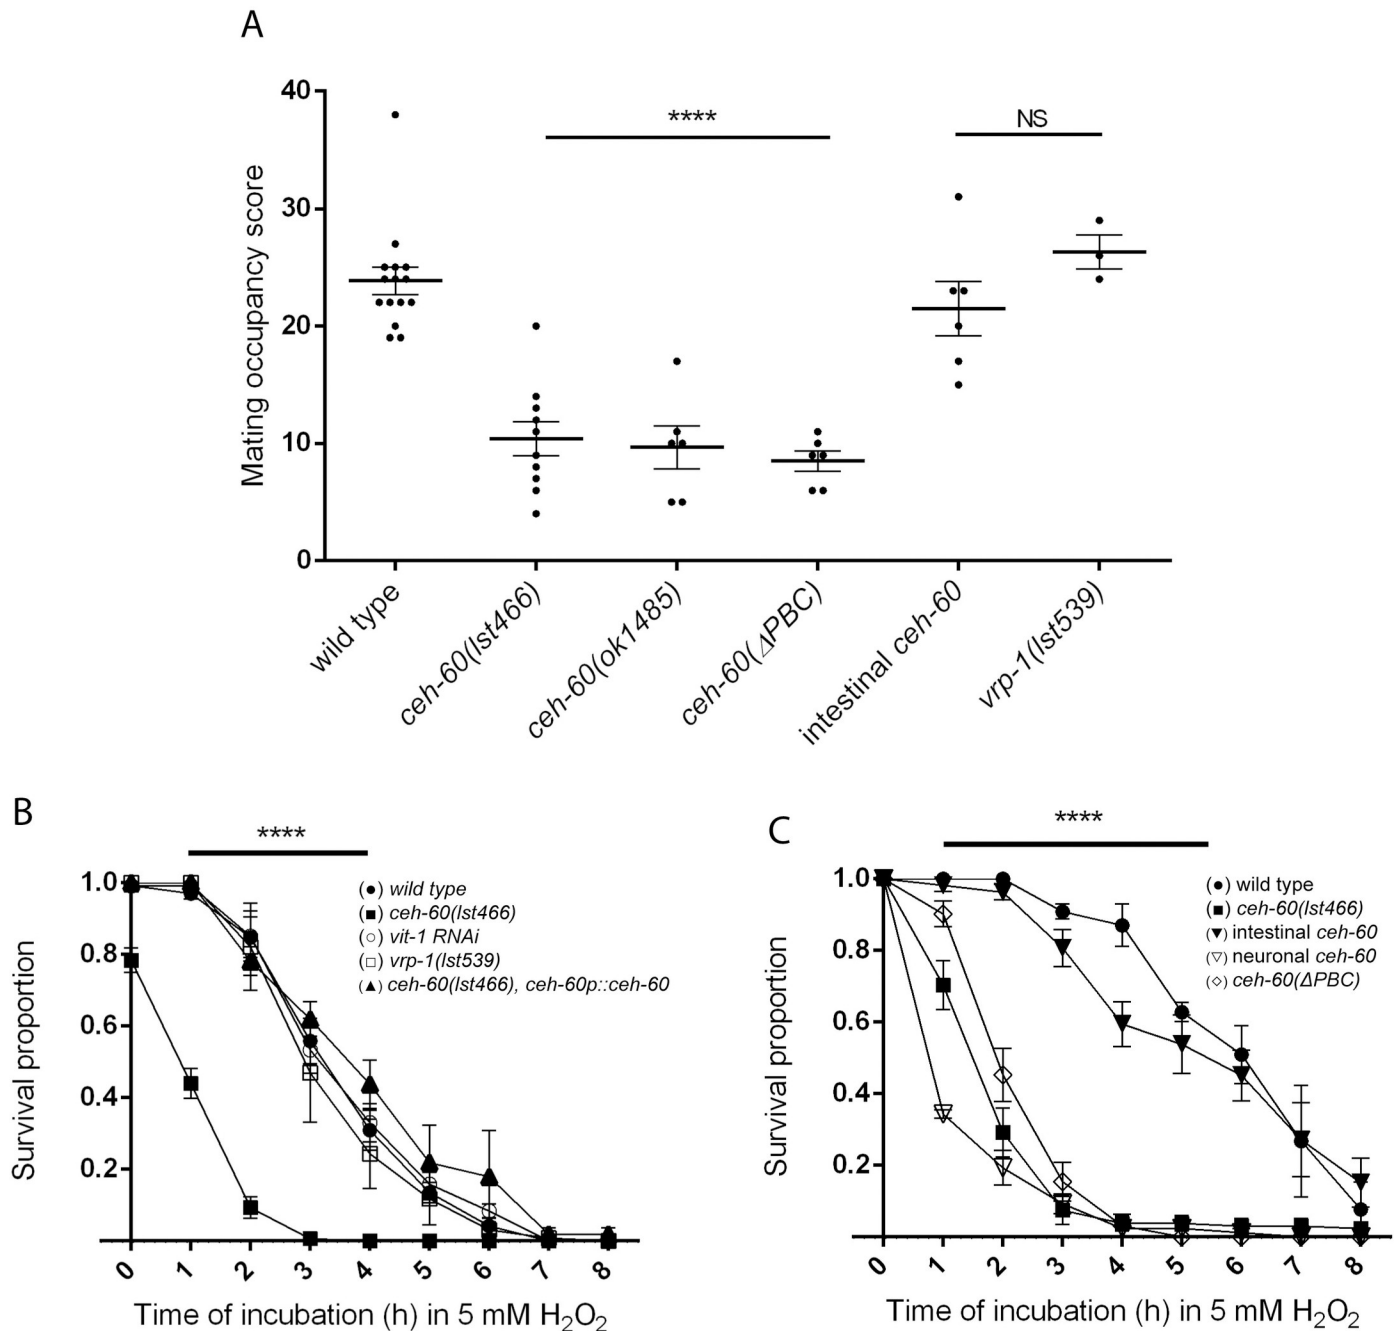 A
Mating occupancy score
40
30
20
10
0
****
NS
wild type
ceh-60(lst466)
ceh-60(ok1485)
ceh-60(ΔPBC)
intestinal ceh-60
vrp-1(lst539)
B
****
Survival proportion
1.0
0.8
0.6
0.4
0.2
(●) wild type
(■) ceh-60(lst466)
(○) vit-1 RNAi
(□) vrp-1(lst539)
(▲) ceh-60(lst466), ceh-60p::ceh-60
0 1 2 3 4 5 6 7 8
Time of incubation (h) in 5 mM H₂O₂
C
****
Survival proportion
1.0
0.8
0.6
0.4
0.2
(●) wild type
(■) ceh-60(lst466)
(▼) intestinal ceh-60
(▽) neuronal ceh-60
(◇) ceh-60(ΔPBC)
0 1 2 3 4 5 6 7 8
Time of incubation (h) in 5 mM H₂O₂